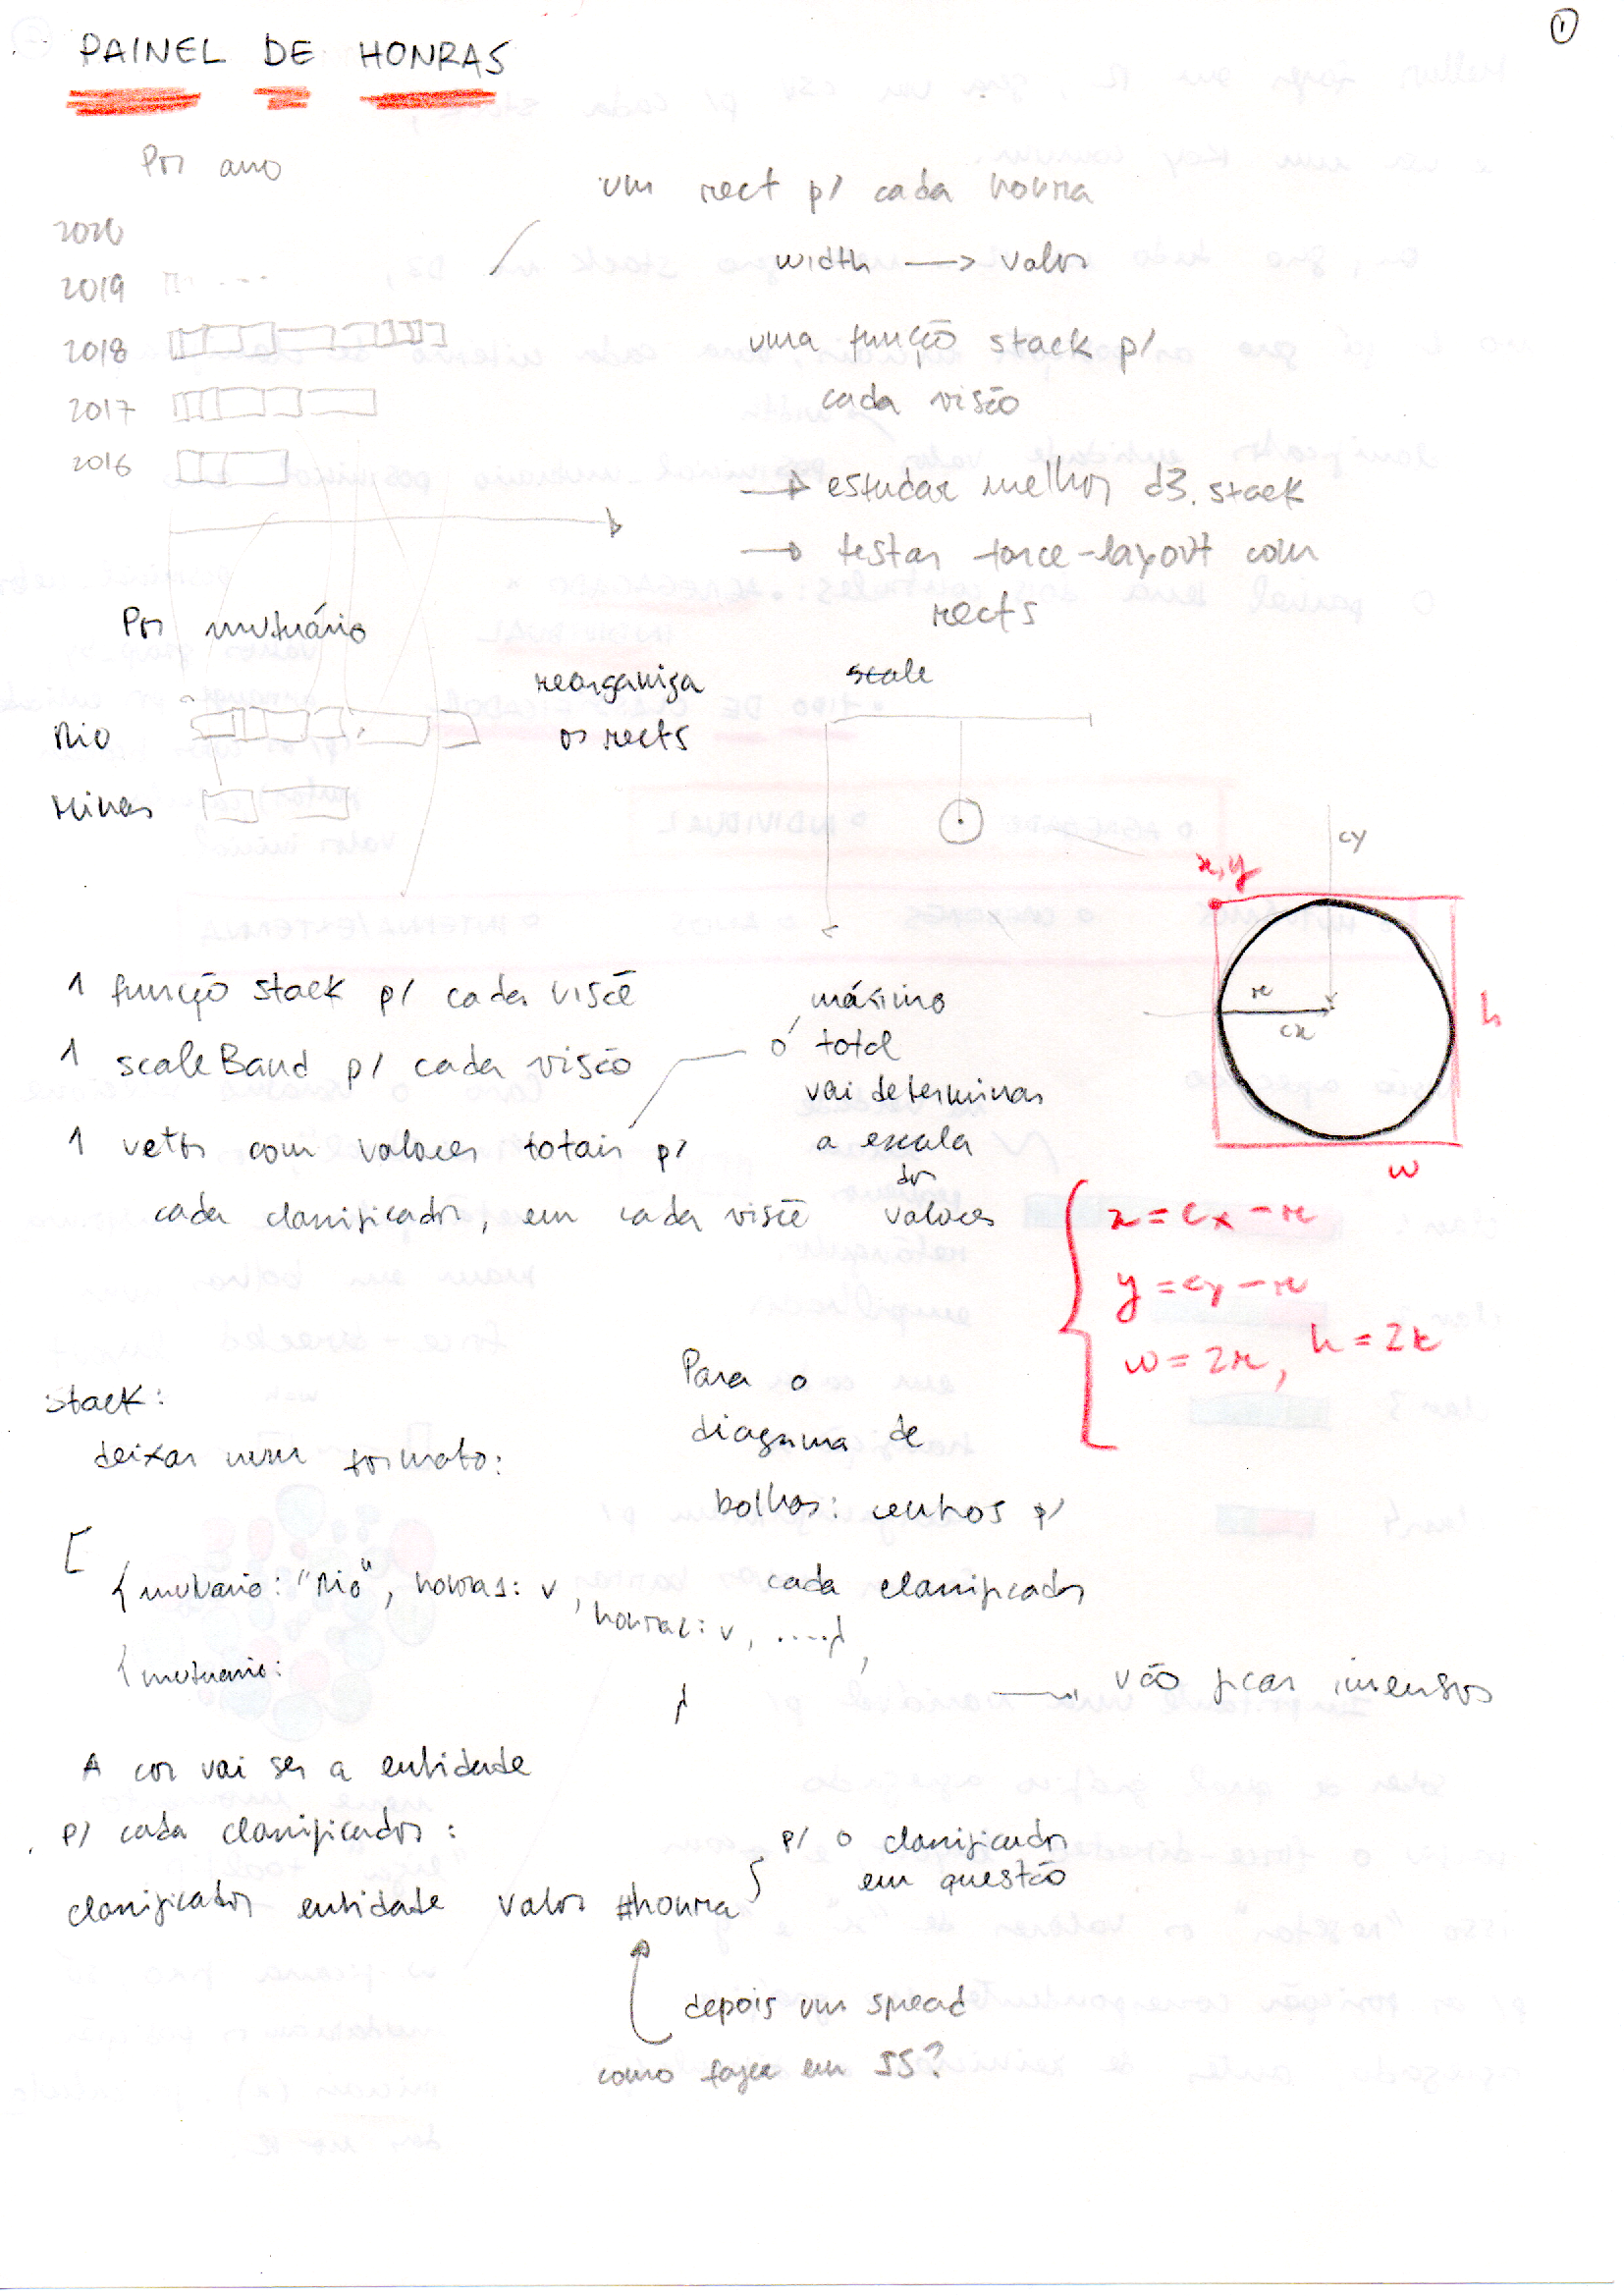 ①
PAINEL DE HONRAS
Por ano
um rect p/ cada honra
2020
width → valor
2019
2018
uma função stack p/
cada visão
2017
2016
→ estudar melhor d3.stack
→ testar force-layout com
rects
Por mutuário
reorganiza
os rects
scale
Rio
Minas
cy
x,y
r
cx
h
w
1 função stack p/ cada visão
1 scaleBand p/ cada visão
1 vetor com valores totais p/
cada classificador, em cada visão
o máximo
total
vai determinar
a escala
dos
valores
x = cx - r
y = cy - r
w = 2r, h = 2r
Stack:
deixar num formato:
[
{mutuario: "Rio", honra1: v, honra2: v, .....},
{mutuario:
}
Para o
diagrama de
bolhas: centros p/
cada classificador
→ vão ficar imensos
A cor vai ser a entidade
p/ cada classificador:
classificador entidade valor #honra
} p/ o classificador
em questão
depois um spread
como fazer em JS?